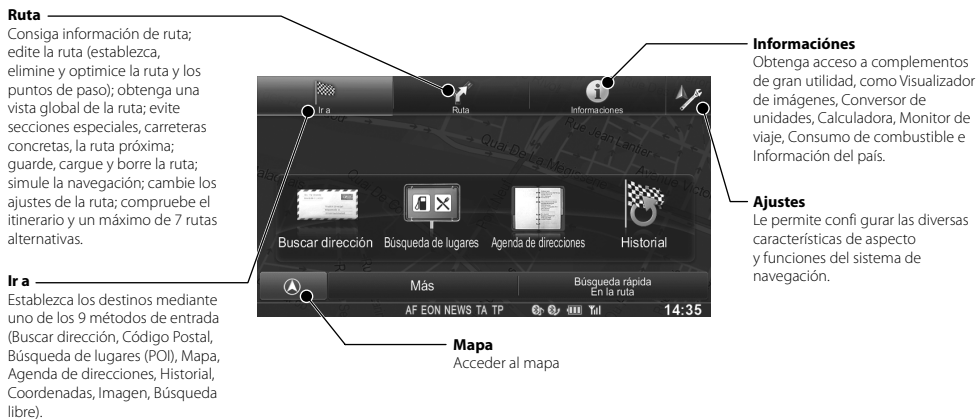 Ruta
Consiga información de ruta;
edite la ruta (establezca,
elimine y optimice la ruta y los
puntos de paso); obtenga una
vista global de la ruta; evite
secciones especiales, carreteras
concretas, la ruta próxima;
guarde, cargue y borre la ruta;
simule la navegación; cambie los
ajustes de la ruta; compruebe el
itinerario y un máximo de 7 rutas
alternativas.
Ir a
Establezca los destinos mediante
uno de los 9 métodos de entrada
(Buscar dirección, Código Postal,
Búsqueda de lugares (POI), Mapa,
Agenda de direcciones, Historial,
Coordenadas, Imagen, Búsqueda
libre).
Ir a
Ruta
Informaciones
Rue Jean Lantier
Quai De La Megis
Avenue Victor
Buscar dirección
Búsqueda de lugares
Agenda de direcciones
Historial
Más
Búsqueda rápida
En la ruta
AF EON NEWS TA TP
14:35
Mapa
Acceder al mapa
Informaciónes
Obtenga acceso a complementos
de gran utilidad, como Visualizador
de imágenes, Conversor de
unidades, Calculadora, Monitor de
viaje, Consumo de combustible e
Información del país.
Ajustes
Le permite confi gurar las diversas
características de aspecto
y funciones del sistema de
navegación.